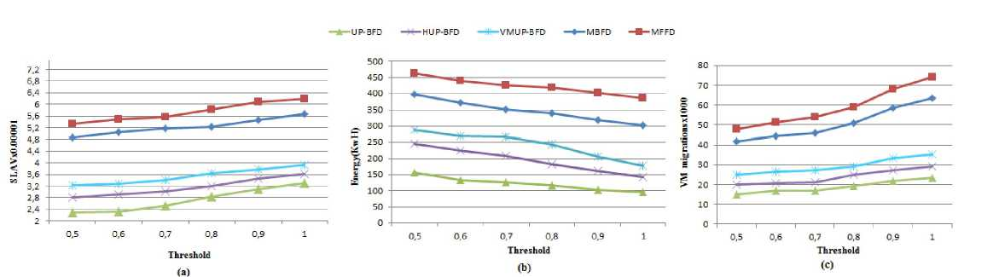 UP-BFD HUP-BFD VMUP-BFD MBFD MFFD
SLAVx0,00001
7,2
6,8
6,4
6
5,6
5,2
4,8
4,4
4
3,6
3,2
2,8
2,4
2
0,5 0,6 0,7 0,8 0,9 1
Threshold
(a)
Energy(KwH)
500
450
400
350
300
250
200
150
100
50
0
0,5 0,6 0,7 0,8 0,9 1
Threshold
(b)
VM migrationsx1000
80
70
60
50
40
30
20
10
0
0,5 0,6 0,7 0,8 0,9 1
Threshold
(c)